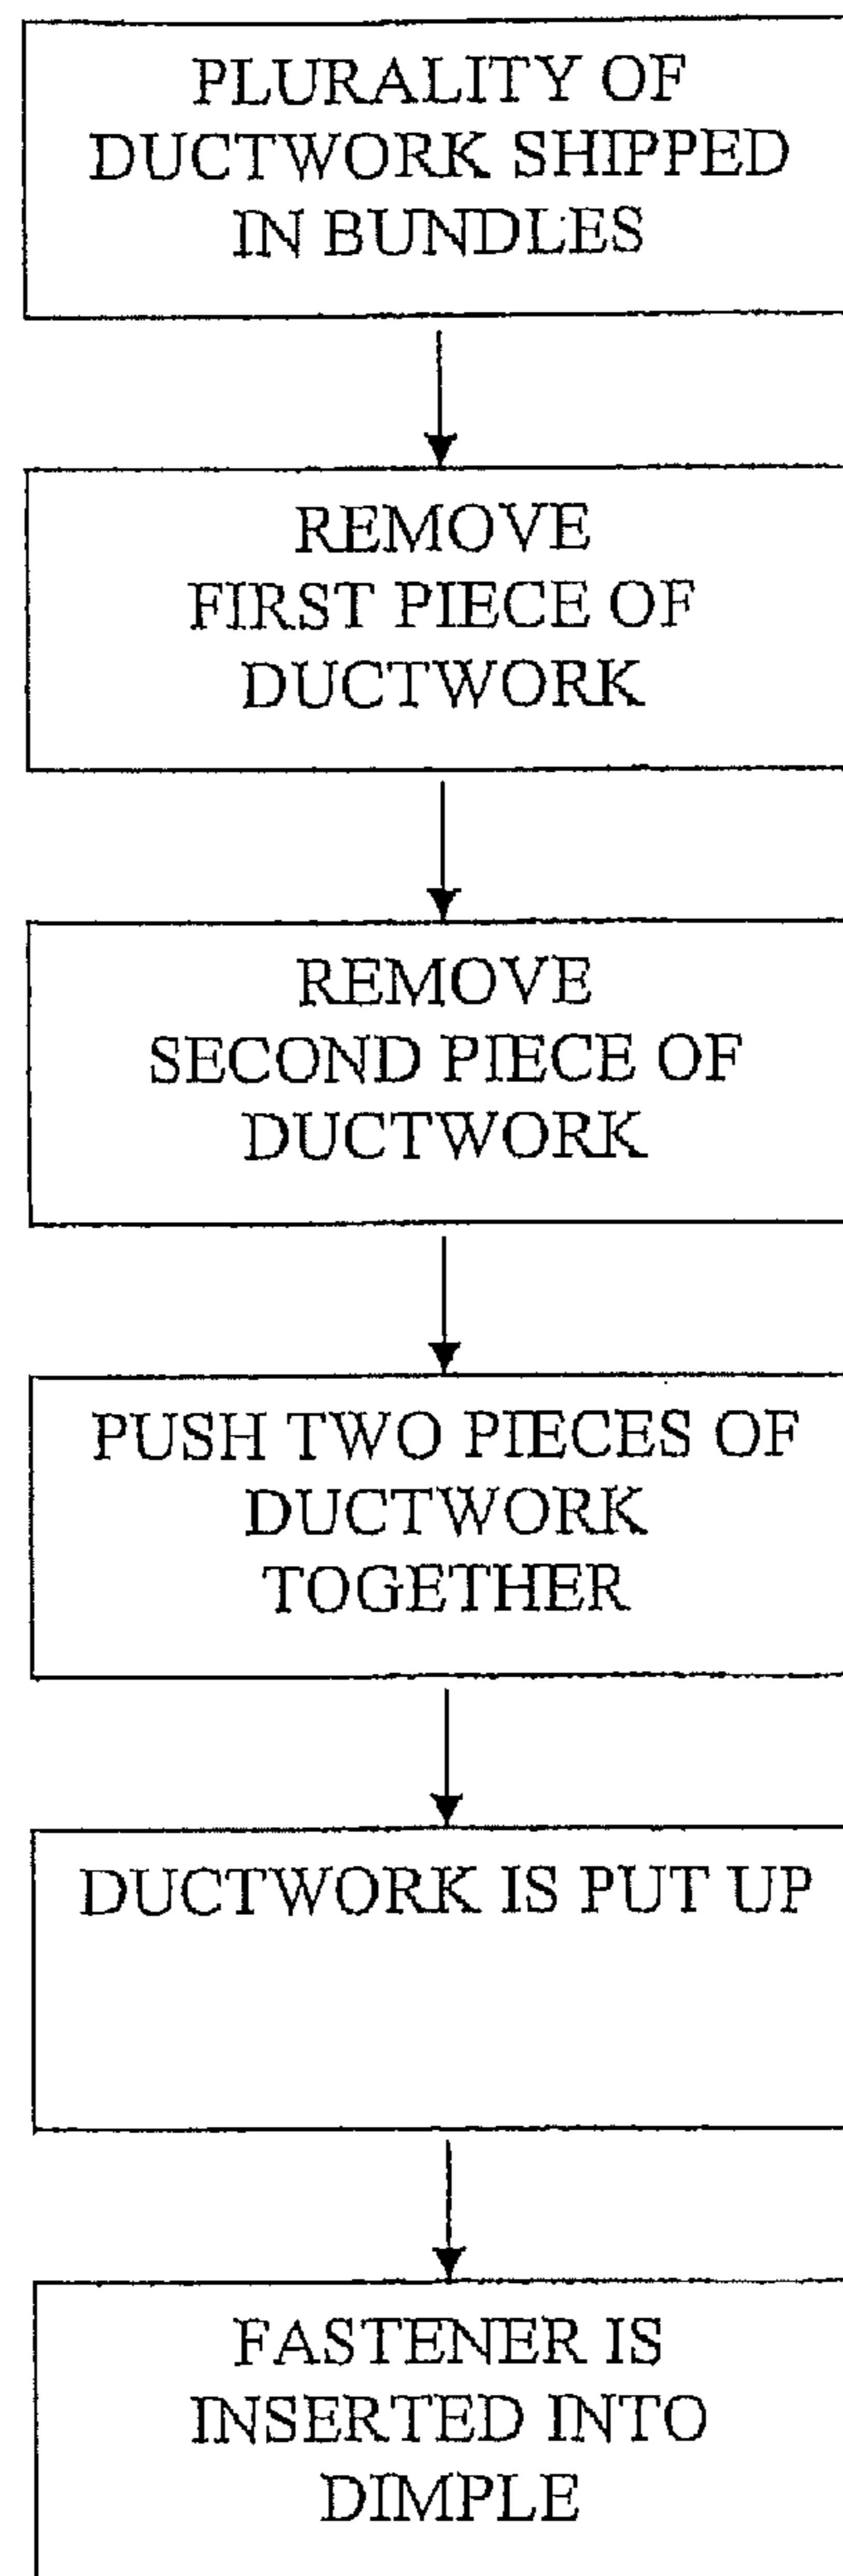 PLURALITY OF
DUCTWORK SHIPPED
IN BUNDLES
REMOVE
FIRST PIECE OF
DUCTWORK
REMOVE
SECOND PIECE OF
DUCTWORK
PUSH TWO PIECES OF
DUCTWORK
TOGETHER
DUCTWORK IS PUT UP
FASTENER IS
INSERTED INTO
DIMPLE